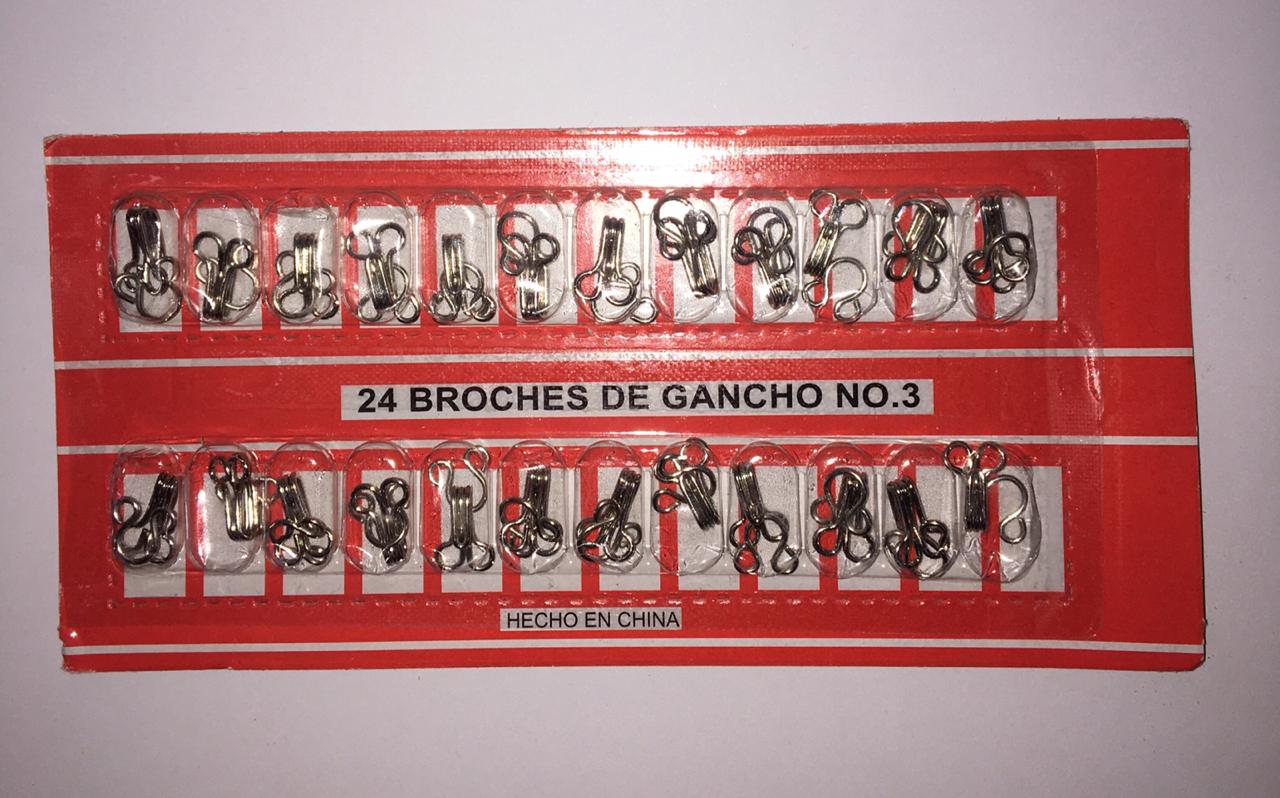 24 BROCHES DE GANCHO NO.3
HECHO EN CHINA